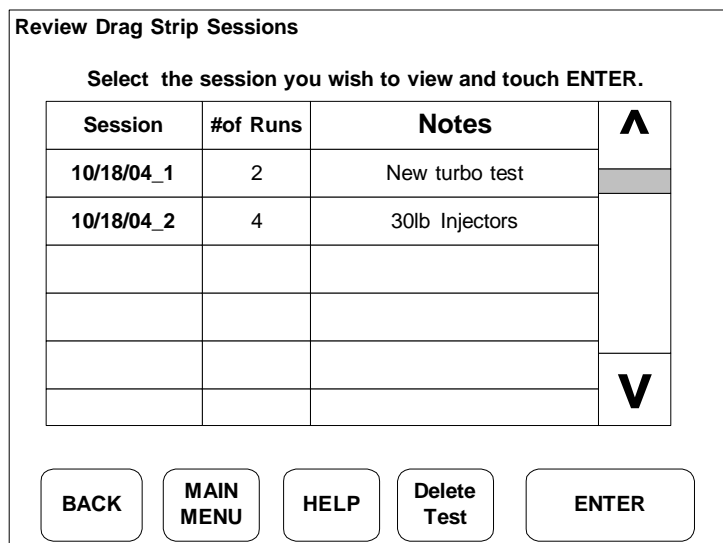 Review Drag Strip Sessions
Select the session you wish to view and touch ENTER.
Session #of Runs Notes Λ
10/18/04_1 2 New turbo test
10/18/04_2 4 30lb Injectors
V
BACK MAIN MENU HELP Delete Test ENTER